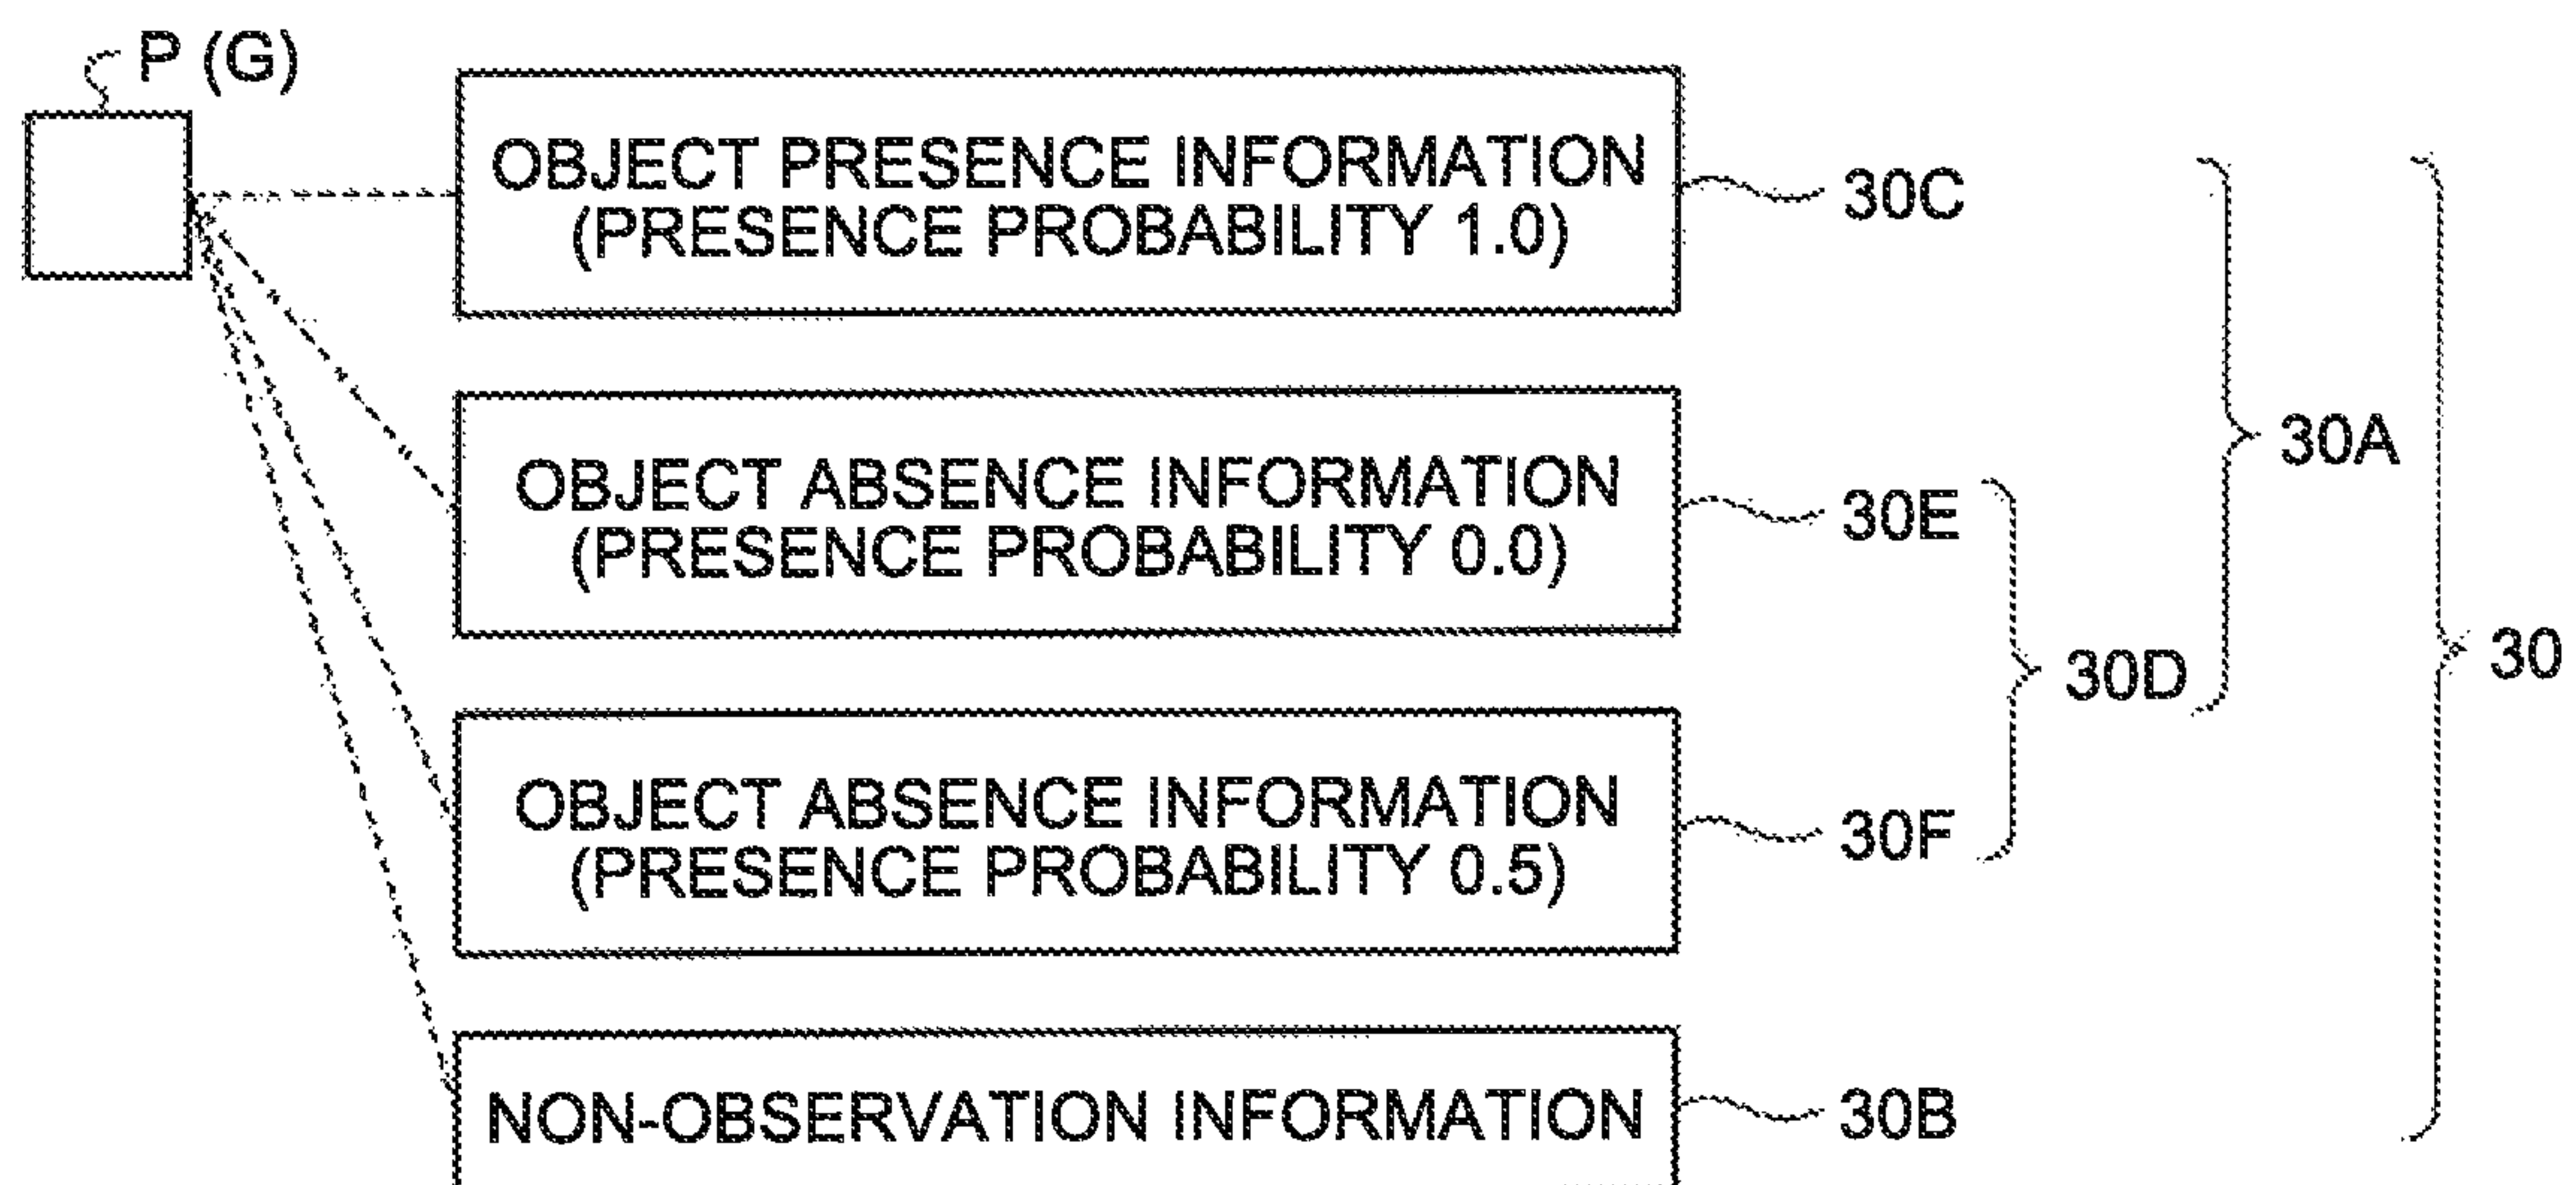 P (G)
OBJECT PRESENCE INFORMATION
(PRESENCE PROBABILITY 1.0)
30C
OBJECT ABSENCE INFORMATION
(PRESENCE PROBABILITY 0.0)
30E
30A
30D
30
OBJECT ABSENCE INFORMATION
(PRESENCE PROBABILITY 0.5)
30F
NON-OBSERVATION INFORMATION
30B